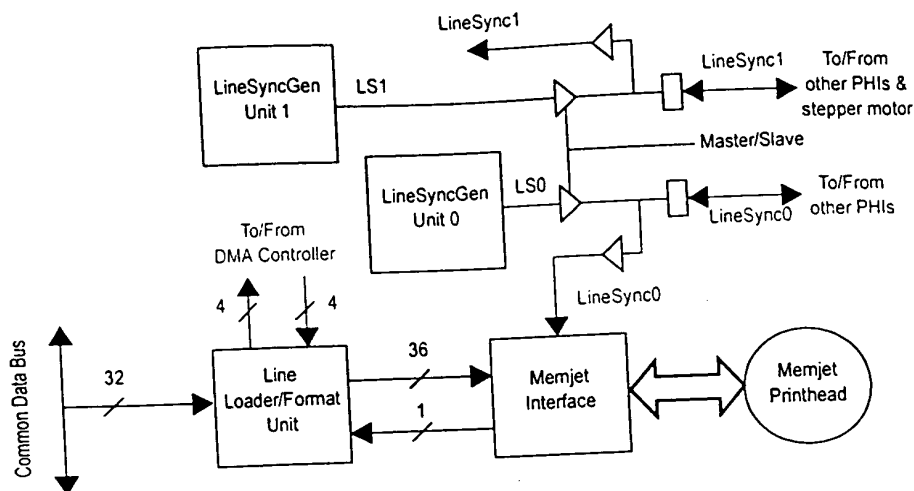 LineSync1
LineSyncGen
Unit 1
LS1
LineSync1
To/From
other PHIs &
stepper motor
Master/Slave
LineSyncGen
Unit 0
LS0
To/From
other PHIs
LineSync0
To/From
DMA Controller
4
4
LineSync0
Common Data Bus
32
Line
Loader/Format
Unit
36
1
Memjet
Interface
Memjet
Printhead